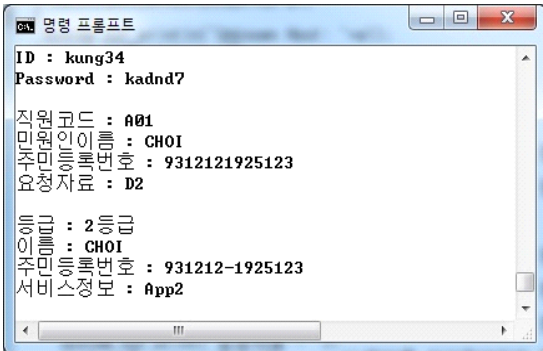 명령 프롬프트
ID : kung34
Password : kadnd7
직원코드 : A01
민원인이름 : CHOI
주민등록번호 : 9312121925123
요청자료 : D2
등급 : 2등급
이름 : CHOI
주민등록번호 : 931212-1925123
서비스정보 : App2